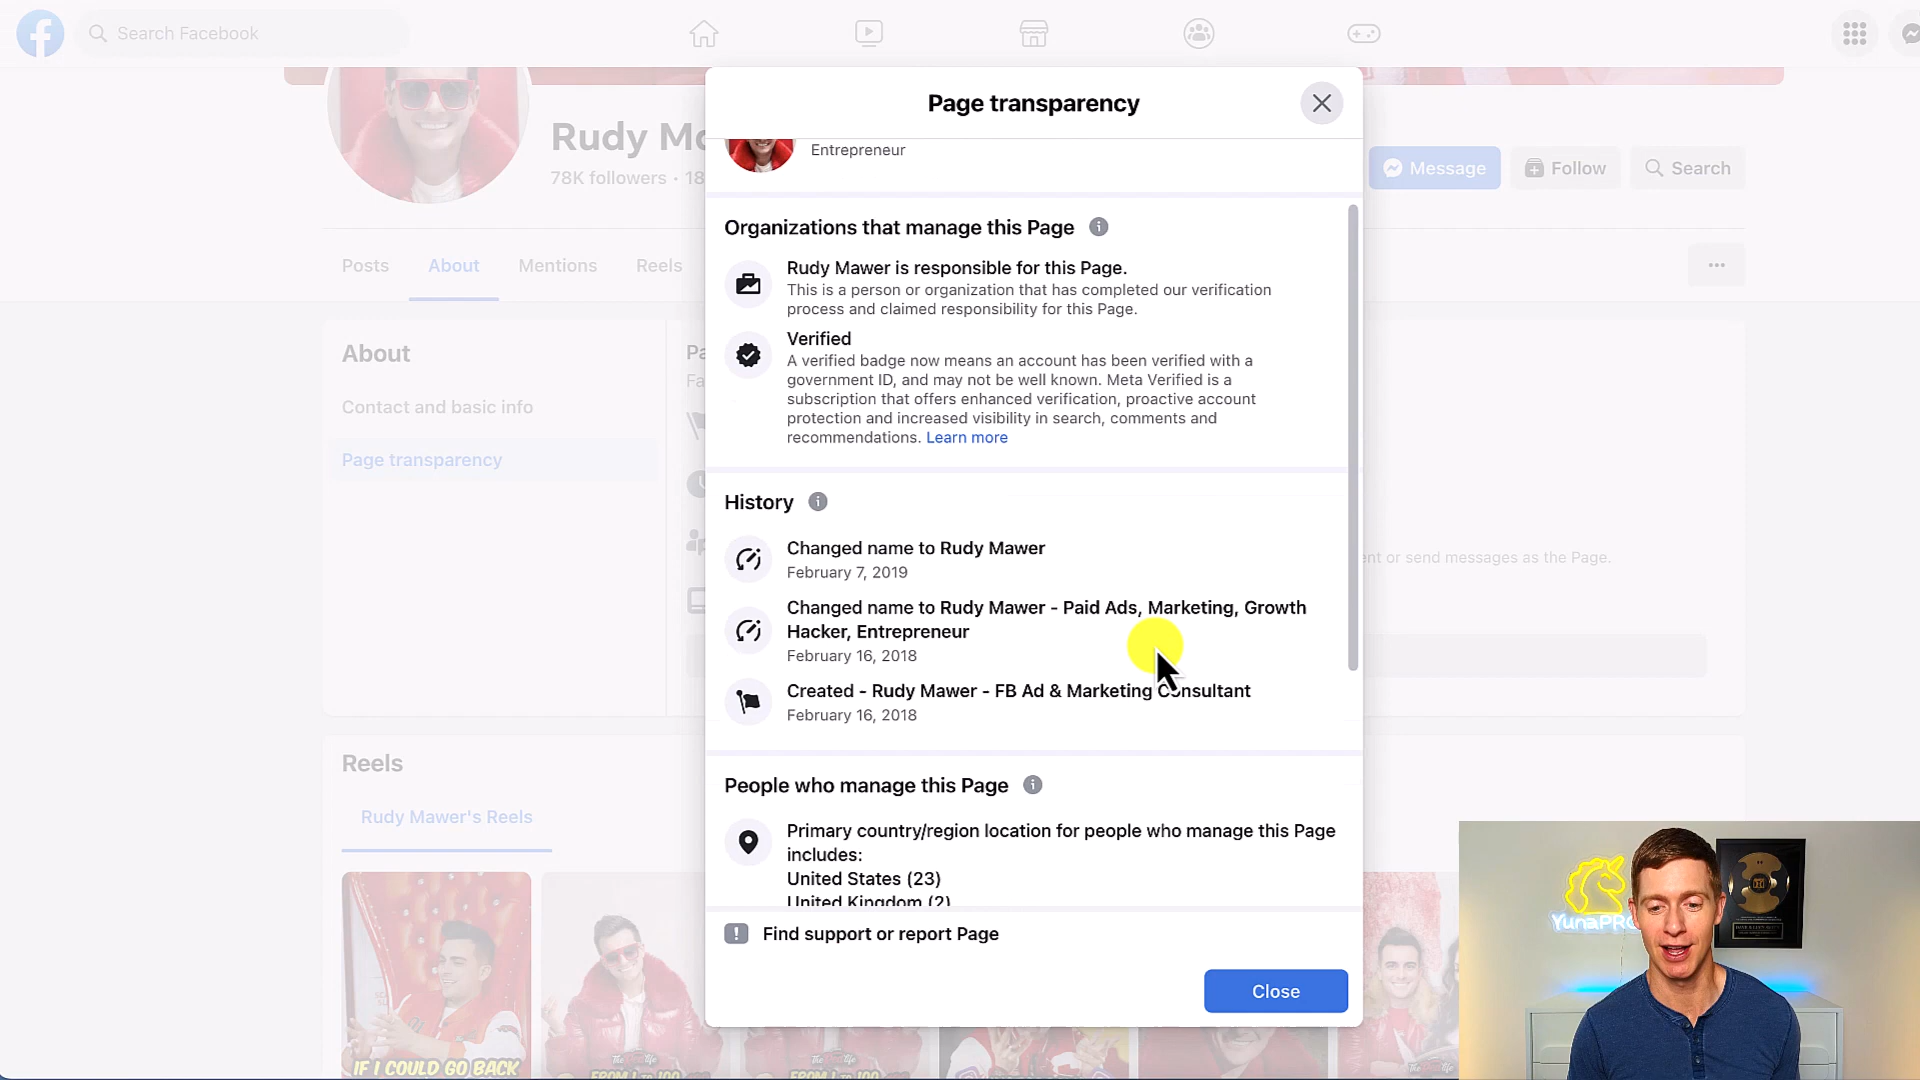 Search Facebook
Page transparency
Entrepreneur
Rudy
78K followers
Message
Follow
Search
Posts
About
Mentions
Reels
Organizations that manage this Page
Rudy Mawer is responsible for this Page.
This is a person or organization that has completed our verification
process and claimed responsibility for this Page.
Verified
A verified badge now means an account has been verified with a
government ID, and may not be well known. Meta Verified is a
subscription that offers enhanced verification, proactive account
protection and increased visibility in search, comments and
recommendations. Learn more
About
Contact and basic info
Page transparency
History
Changed name to Rudy Mawer
February 7, 2019
Changed name to Rudy Mawer - Paid Ads, Marketing, Growth
Hacker, Entrepreneur
February 16, 2018
Created - Rudy Mawer - FB Ad & Marketing Consultant
February 16, 2018
or send messages as the Page.
People who manage this Page
Primary country/region location for people who manage this Page
includes:
United States (23)
United Kingdom (2)
Find support or report Page
Close
Reels
Rudy Mawer's Reels
IF I COULD GO BACK
FROM 1 TO 100